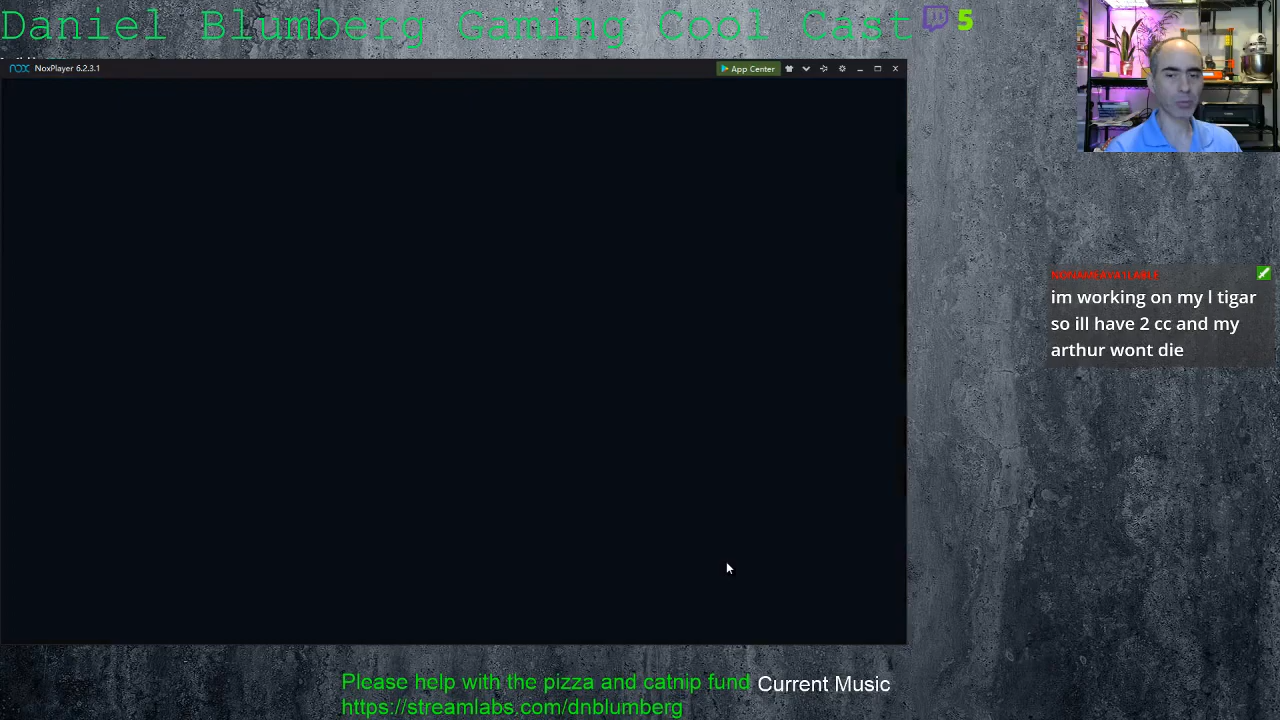 Daniel Blumberg Gaming Cool Cast 5
nox NoxPlayer 6.2.3.1 App Center
im working on my l tigar
so ill have 2 cc and my
arthur wont die
Please help with the pizza and catnip fund Current Music
https://streamlabs.com/dnblumberg